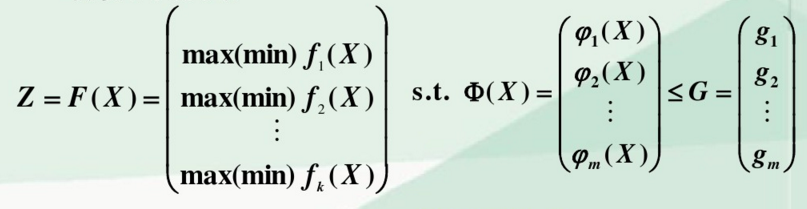 Z = F(X) = ( max(min) f₁(X)
max(min) f₂(X)
⋮
max(min) fₖ(X) ) s.t. Φ(X) = ( φ₁(X)
φ₂(X)
⋮
φₘ(X) ) ≤ G = ( g₁
g₂
⋮
gₘ )